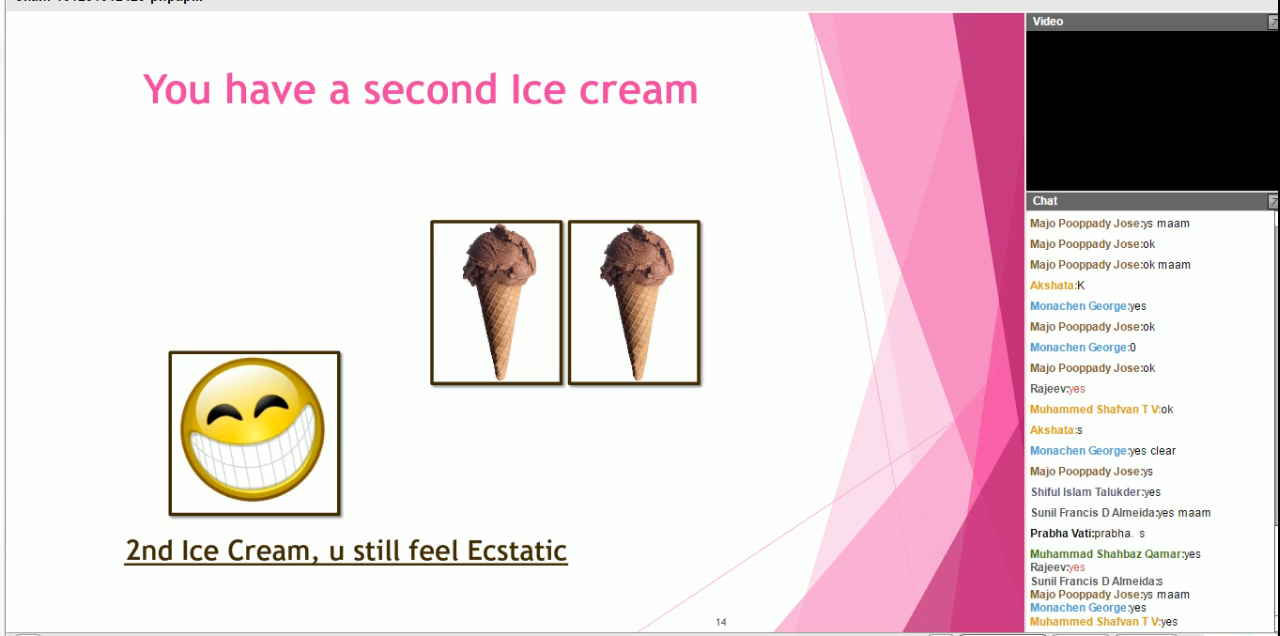 You have a second Ice cream
2nd Ice Cream, u still feel Ecstatic
14
Video
Chat
Majo Pooppady Jose:ys maam
Majo Pooppady Jose:ok
Majo Pooppady Jose:ok maam
Akshata:K
Monachen George:yes
Majo Pooppady Jose:ok
Monachen George:0
Majo Pooppady Jose:ok
Rajeev:yes
Muhammed Shafvan T V:ok
Akshata:s
Monachen George:yes clear
Majo Pooppady Jose:ys
Shiful Islam Talukder:yes
Sunil Francis D Almeida:yes maam
Prabha Vati:prabha. s
Muhammad Shahbaz Qamar:yes
Rajeev:yes
Sunil Francis D Almeida:s
Majo Pooppady Jose:ys maam
Monachen George:yes
Muhammed Shafvan T V:yes